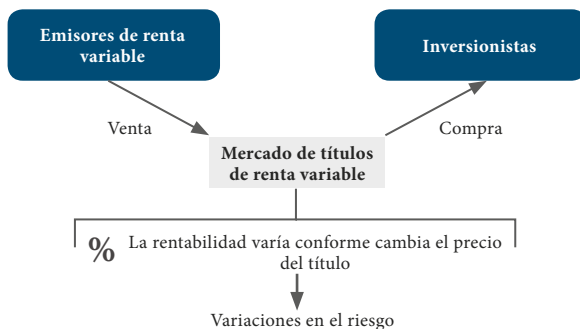 Emisores de renta
variable
Inversionistas
Venta
Compra
Mercado de títulos
de renta variable
% La rentabilidad varía conforme cambia el precio
del título
Variaciones en el riesgo